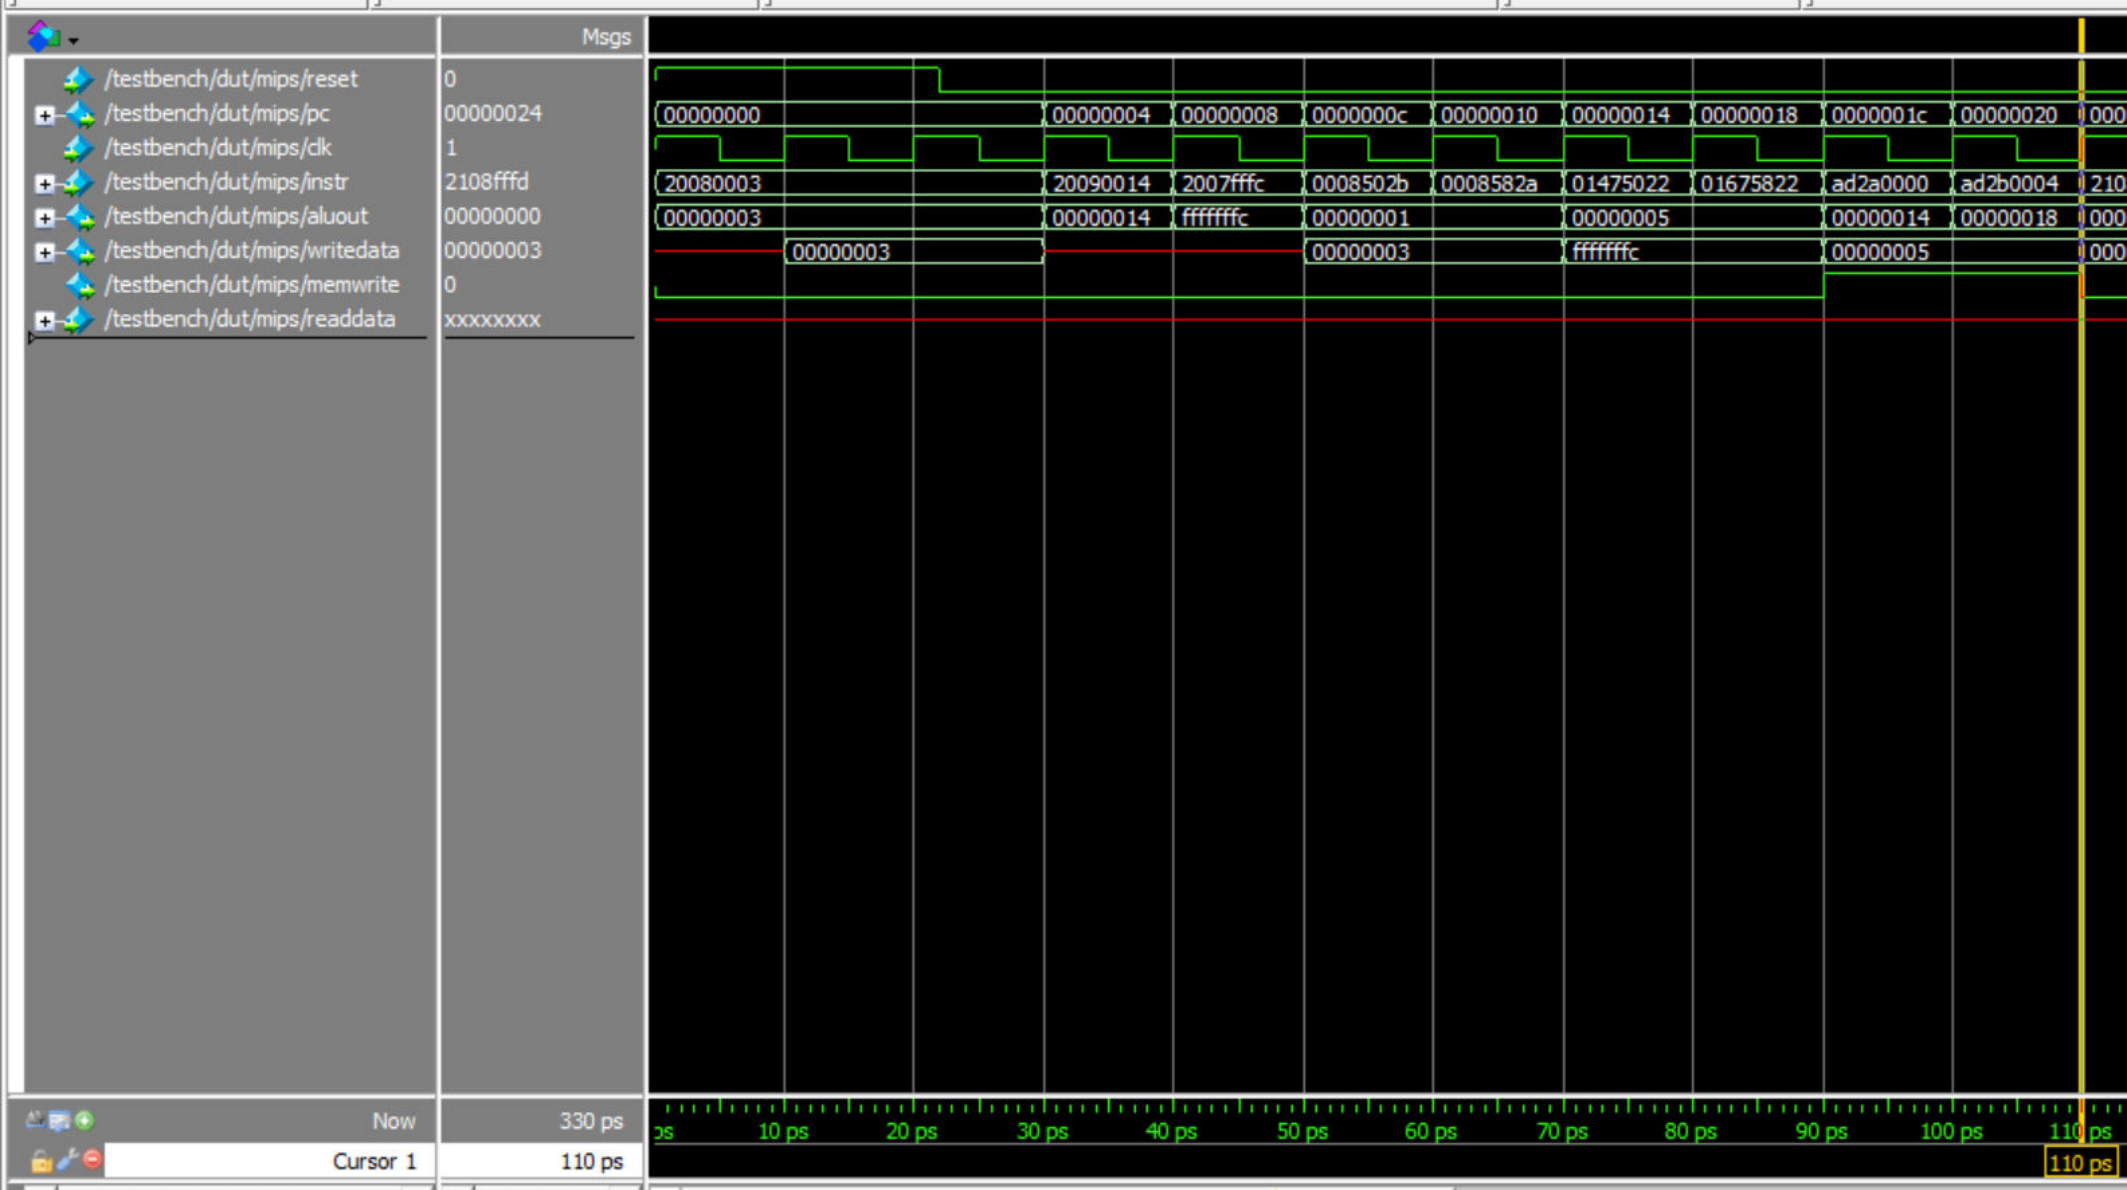 Msgs
/testbench/dut/mips/reset 0
/testbench/dut/mips/pc 00000024 00000000 00000004 00000008 0000000c 00000010 00000014 00000018 0000001c 00000020 000
/testbench/dut/mips/clk 1
/testbench/dut/mips/instr 2108fffd 20080003 20090014 2007fffc 0008502b 0008582a 01475022 01675822 ad2a0000 ad2b0004 210
/testbench/dut/mips/aluout 00000000 00000003 00000014 fffffffc 00000001 00000005 00000014 00000018 000
/testbench/dut/mips/writedata 00000003 00000003 00000003 fffffffc 00000005 000
/testbench/dut/mips/memwrite 0
/testbench/dut/mips/readdata xxxxxxxx
Now 330 ps ps 10 ps 20 ps 30 ps 40 ps 50 ps 60 ps 70 ps 80 ps 90 ps 100 ps 110 ps
Cursor 1 110 ps 110 ps